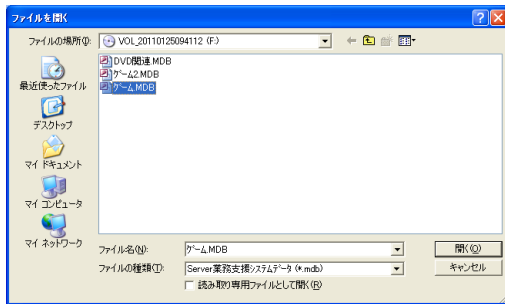 ファイルを開く
ファイルの場所(I):
VOL_20110125094112 (F:)
DVD関連.MDB
ｹﾞｰﾑ2.MDB
ｹﾞｰﾑ.MDB
最近使ったファイル
デスクトップ
マイ ドキュメント
マイ コンピュータ
マイ ネットワーク
ファイル名(N):
ｹﾞｰﾑ.MDB
開く(O)
ファイルの種類(T):
Server業務支援ｼｽﾃﾑﾃﾞｰﾀ (*.mdb)
キャンセル
読み取り専用ファイルとして開く(R)